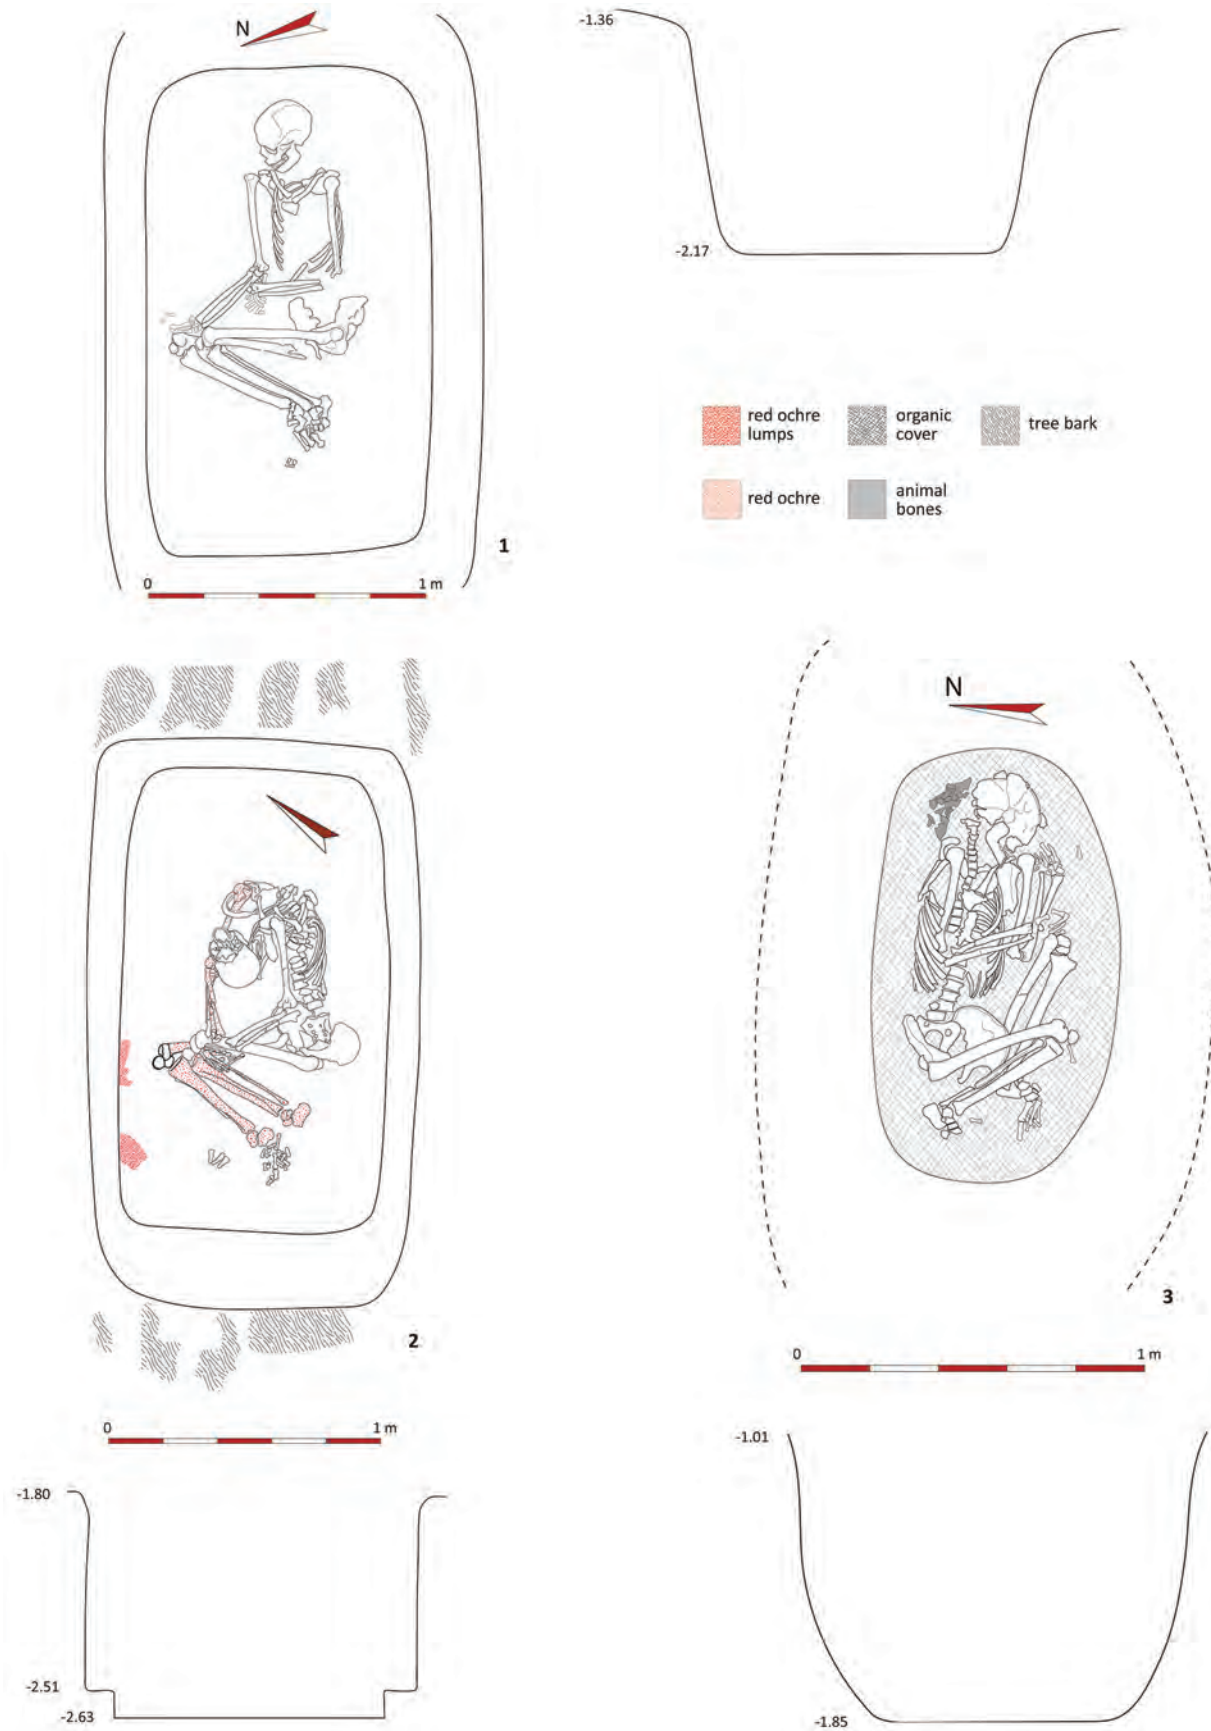 N
-1.36
-2.17
red ochre
lumps
organic
cover
tree bark
red ochre
animal
bones
1
0 1 m
N
3
2
0 1 m
0 1 m
-1.01
-1.80
-2.51
-2.63
-1.85